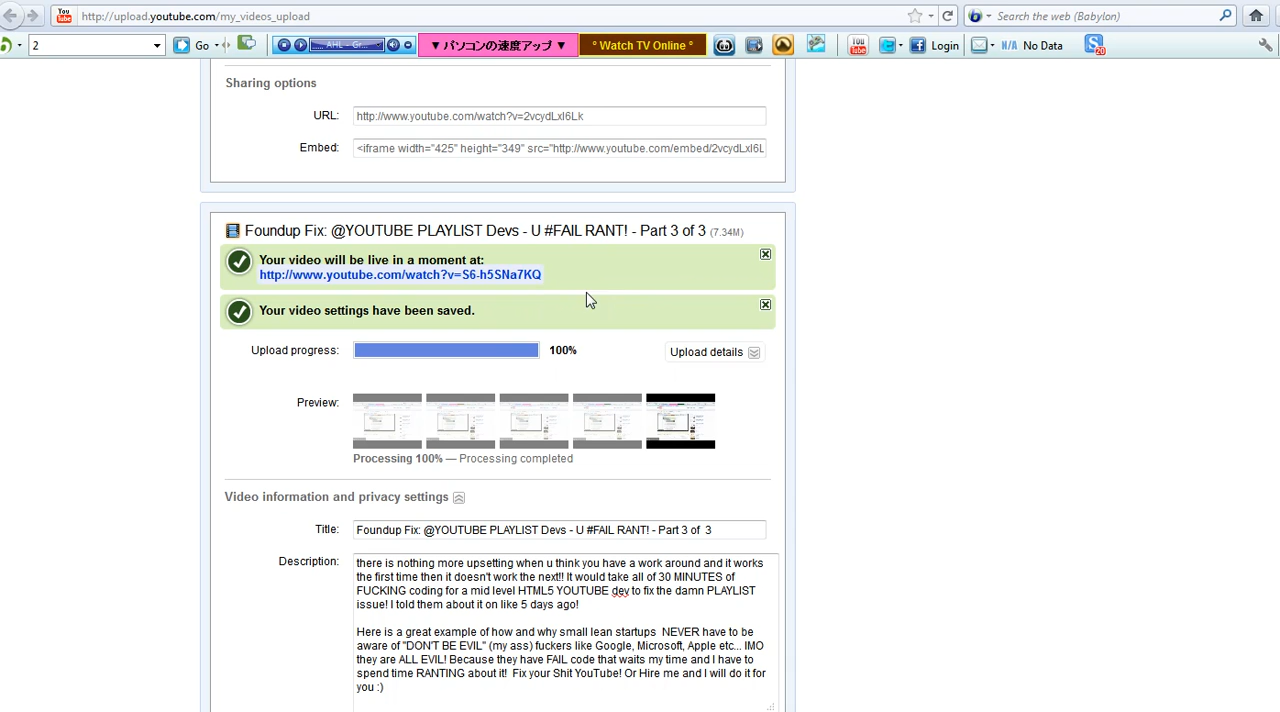 You Tube http://upload.youtube.com/my_videos_upload Search the web (Babylon)
2 Go AHL – Gr... ▼パソコンの速度アップ▼ ° Watch TV Online ° You Tube Login N/A No Data 20
Sharing options
URL: http://www.youtube.com/watch?v=2vcydLxl6Lk
Embed: <iframe width="425" height="349" src="http://www.youtube.com/embed/2vcydLxl6L
Foundup Fix: @YOUTUBE PLAYLIST Devs - U #FAIL RANT! - Part 3 of 3 (7.34M)
Your video will be live in a moment at:
http://www.youtube.com/watch?v=S6-h5SNa7KQ
Your video settings have been saved.
Upload progress: 100% Upload details
Preview:
Processing 100% — Processing completed
Video information and privacy settings
Title: Foundup Fix: @YOUTUBE PLAYLIST Devs - U #FAIL RANT! - Part 3 of 3
Description: there is nothing more upsetting when u think you have a work around and it works
the first time then it doesn't work the next!! It would take all of 30 MINUTES of
FUCKING coding for a mid level HTML5 YOUTUBE dev to fix the damn PLAYLIST
issue! I told them about it on like 5 days ago!
Here is a great example of how and why small lean startups NEVER have to be
aware of "DON'T BE EVIL" (my ass) fuckers like Google, Microsoft, Apple etc... IMO
they are ALL EVIL! Because they have FAIL code that waits my time and I have to
spend time RANTING about it! Fix your Shit YouTube! Or Hire me and I will do it for
you :)